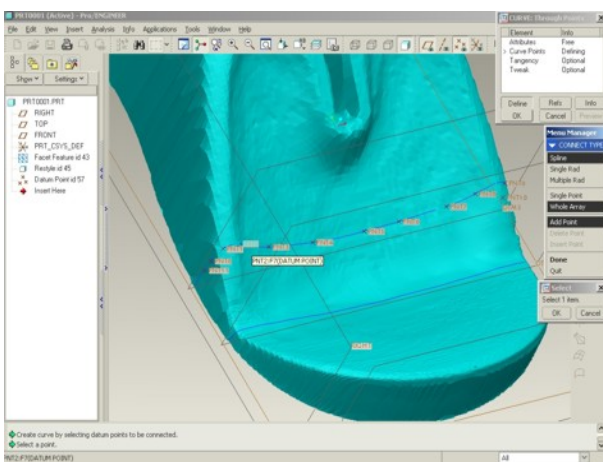 PRT0001 (Active) - Pro/ENGINEER
File Edit View Insert Analysis Info Applications Tools Window Help
Show Settings
PRT0001.PRT
RIGHT
TOP
FRONT
PRT_CSYS_DEF
Facet Feature id 43
Restyle id 45
Datum Point id 57
Insert Here
PNT2:F7(DATUM POINT)
CURVE: Through Points
Element Info
Attributes Free
> Curve Points Defining
Tangency Optional
Tweak Optional
Define Refs Info
OK Cancel Preview
Menu Manager
CONNECT TYPE
Spline
Single Rad
Multiple Rad
Single Point
Whole Array
Add Point
Delete Point
Insert Point
Done
Quit
Select
Select 1 item.
OK Cancel
Create curve by selecting datum points to be connected.
Select a point.
PNT2:F7(DATUM POINT)
All